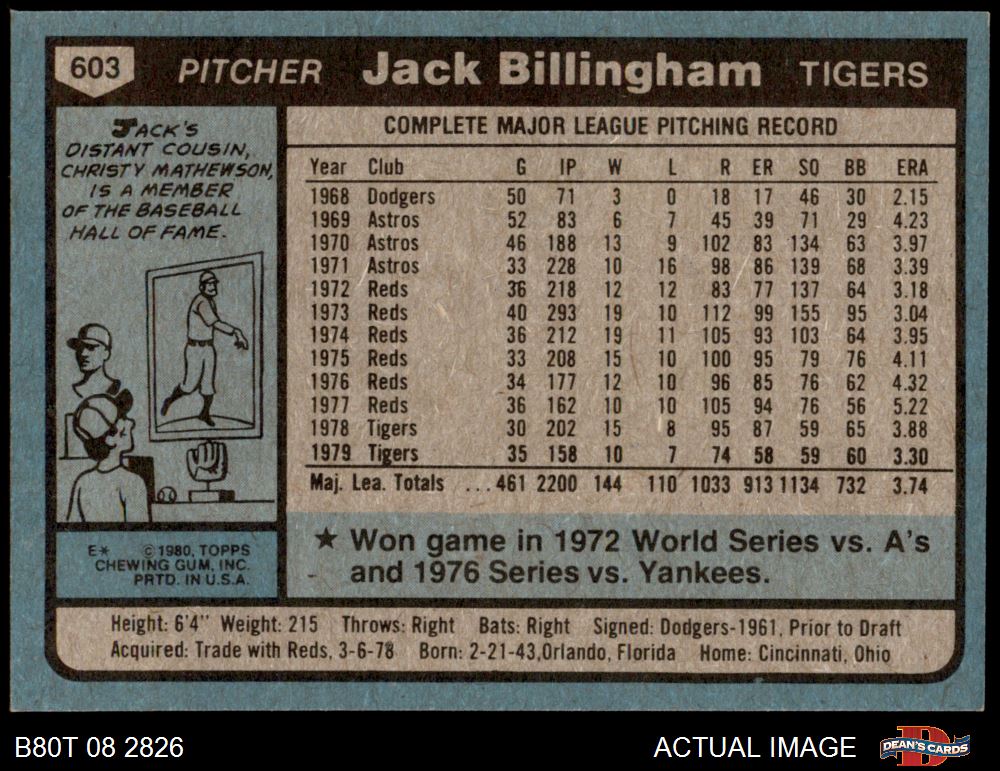 603 PITCHER Jack Billingham TIGERS
JACK'S
DISTANT COUSIN,
CHRISTY MATHEWSON,
IS A MEMBER
OF THE BASEBALL
HALL OF FAME.
E* © 1980, TOPPS
CHEWING GUM, INC.
PRTD. IN U.S.A.
COMPLETE MAJOR LEAGUE PITCHING RECORD
Year Club G IP W L R ER SO BB ERA
1968 Dodgers 50 71 3 0 18 17 46 30 2.15
1969 Astros 52 83 6 7 45 39 71 29 4.23
1970 Astros 46 188 13 9 102 83 134 63 3.97
1971 Astros 33 228 10 16 98 86 139 68 3.39
1972 Reds 36 218 12 12 83 77 137 64 3.18
1973 Reds 40 293 19 10 112 99 155 95 3.04
1974 Reds 36 212 19 11 105 93 103 64 3.95
1975 Reds 33 208 15 10 100 95 79 76 4.11
1976 Reds 34 177 12 10 96 85 76 62 4.32
1977 Reds 36 162 10 10 105 94 76 56 5.22
1978 Tigers 30 202 15 8 95 87 59 65 3.88
1979 Tigers 35 158 10 7 74 58 59 60 3.30
Maj. Lea. Totals ...461 2200 144 110 1033 913 1134 732 3.74
★ Won game in 1972 World Series vs. A's
and 1976 Series vs. Yankees.
Height: 6'4" Weight: 215 Throws: Right Bats: Right Signed: Dodgers-1961, Prior to Draft
Acquired: Trade with Reds, 3-6-78 Born: 2-21-43,Orlando, Florida Home: Cincinnati, Ohio
B80T 08 2826 ACTUAL IMAGE DEAN'S CARDS